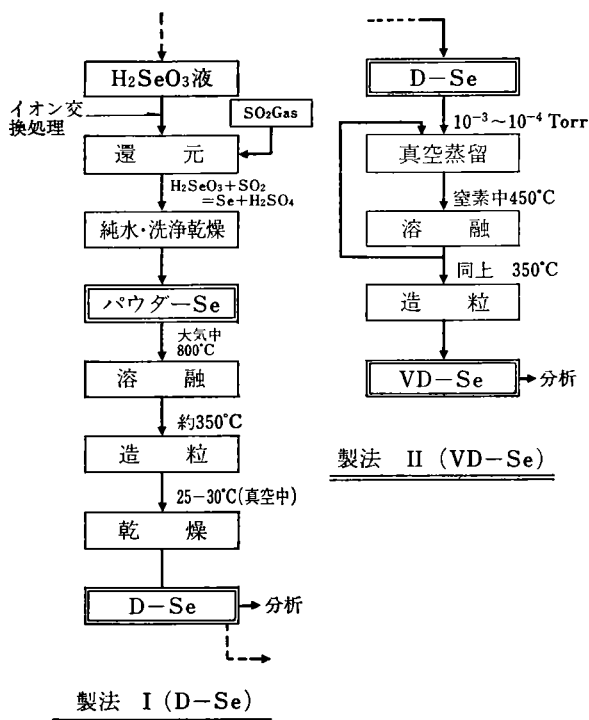 H2SeO3液
イオン交
換処理
SO2Gas
還 元
H2SeO3+SO2
=Se+H2SO4
純水・洗浄乾燥
パウダーSe
大気中
800℃
溶 融
約350℃
造 粒
25-30℃(真空中)
乾 燥
D-Se
分析
製法 I (D-Se)
D-Se
10-3~10-4 Torr
真空蒸留
窒素中450℃
溶 融
同上 350℃
造 粒
VD-Se
分析
製法 II (VD-Se)